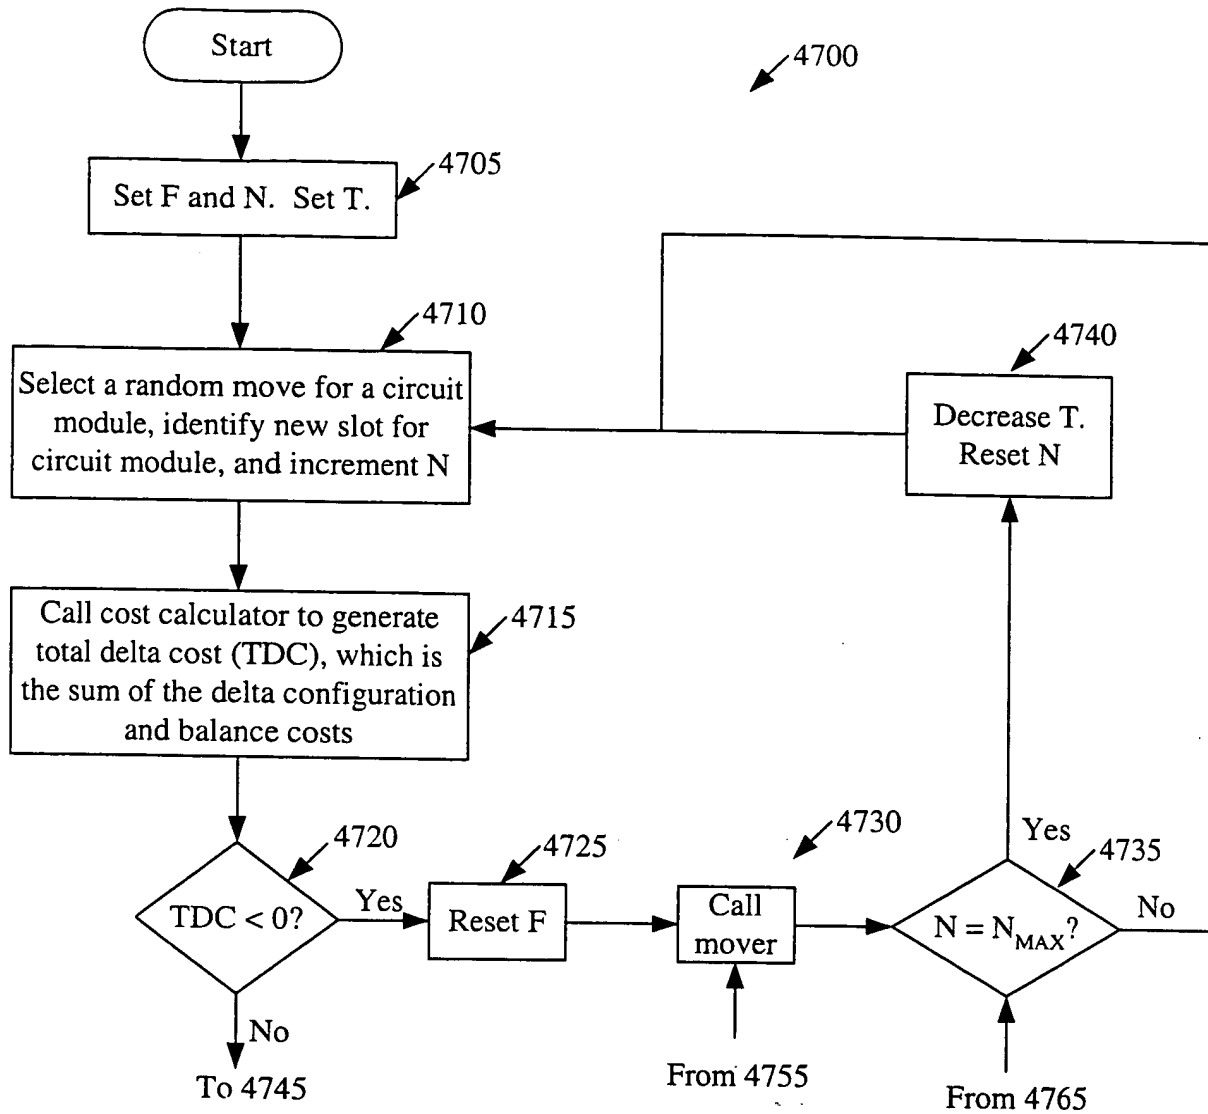 Start
4700
4705
Set F and N. Set T.
4710
Select a random move for a circuit
module, identify new slot for
circuit module, and increment N
4740
Decrease T.
Reset N
Call cost calculator to generate
total delta cost (TDC), which is
the sum of the delta configuration
and balance costs
4715
4720
TDC < 0?
Yes
No
To 4745
4725
Reset F
4730
Call
mover
From 4755
Yes
4735
N = N_MAX?
No
From 4765